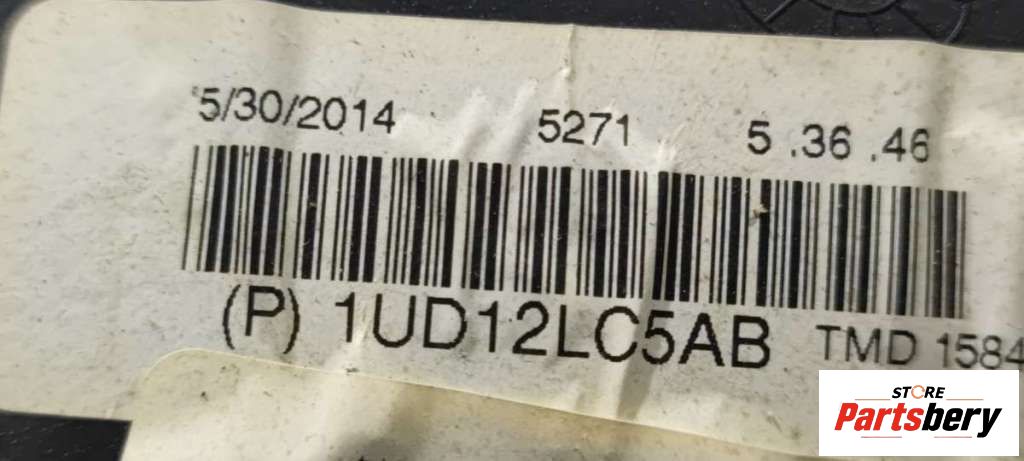 5/30/2014 5271 5 .36 .46
(P) 1UD12LC5AB TMD 1584
STORE
Partsbery